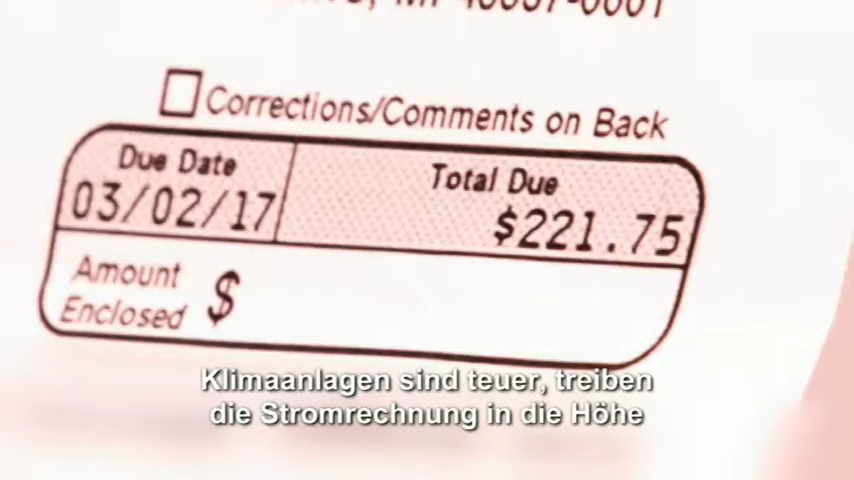 Corrections/Comments on Back
Due Date
Total Due
03/02/17
$221.75
Amount
Enclosed $
Klimaanlagen sind teuer, treiben
die Stromrechnung in die Höhe